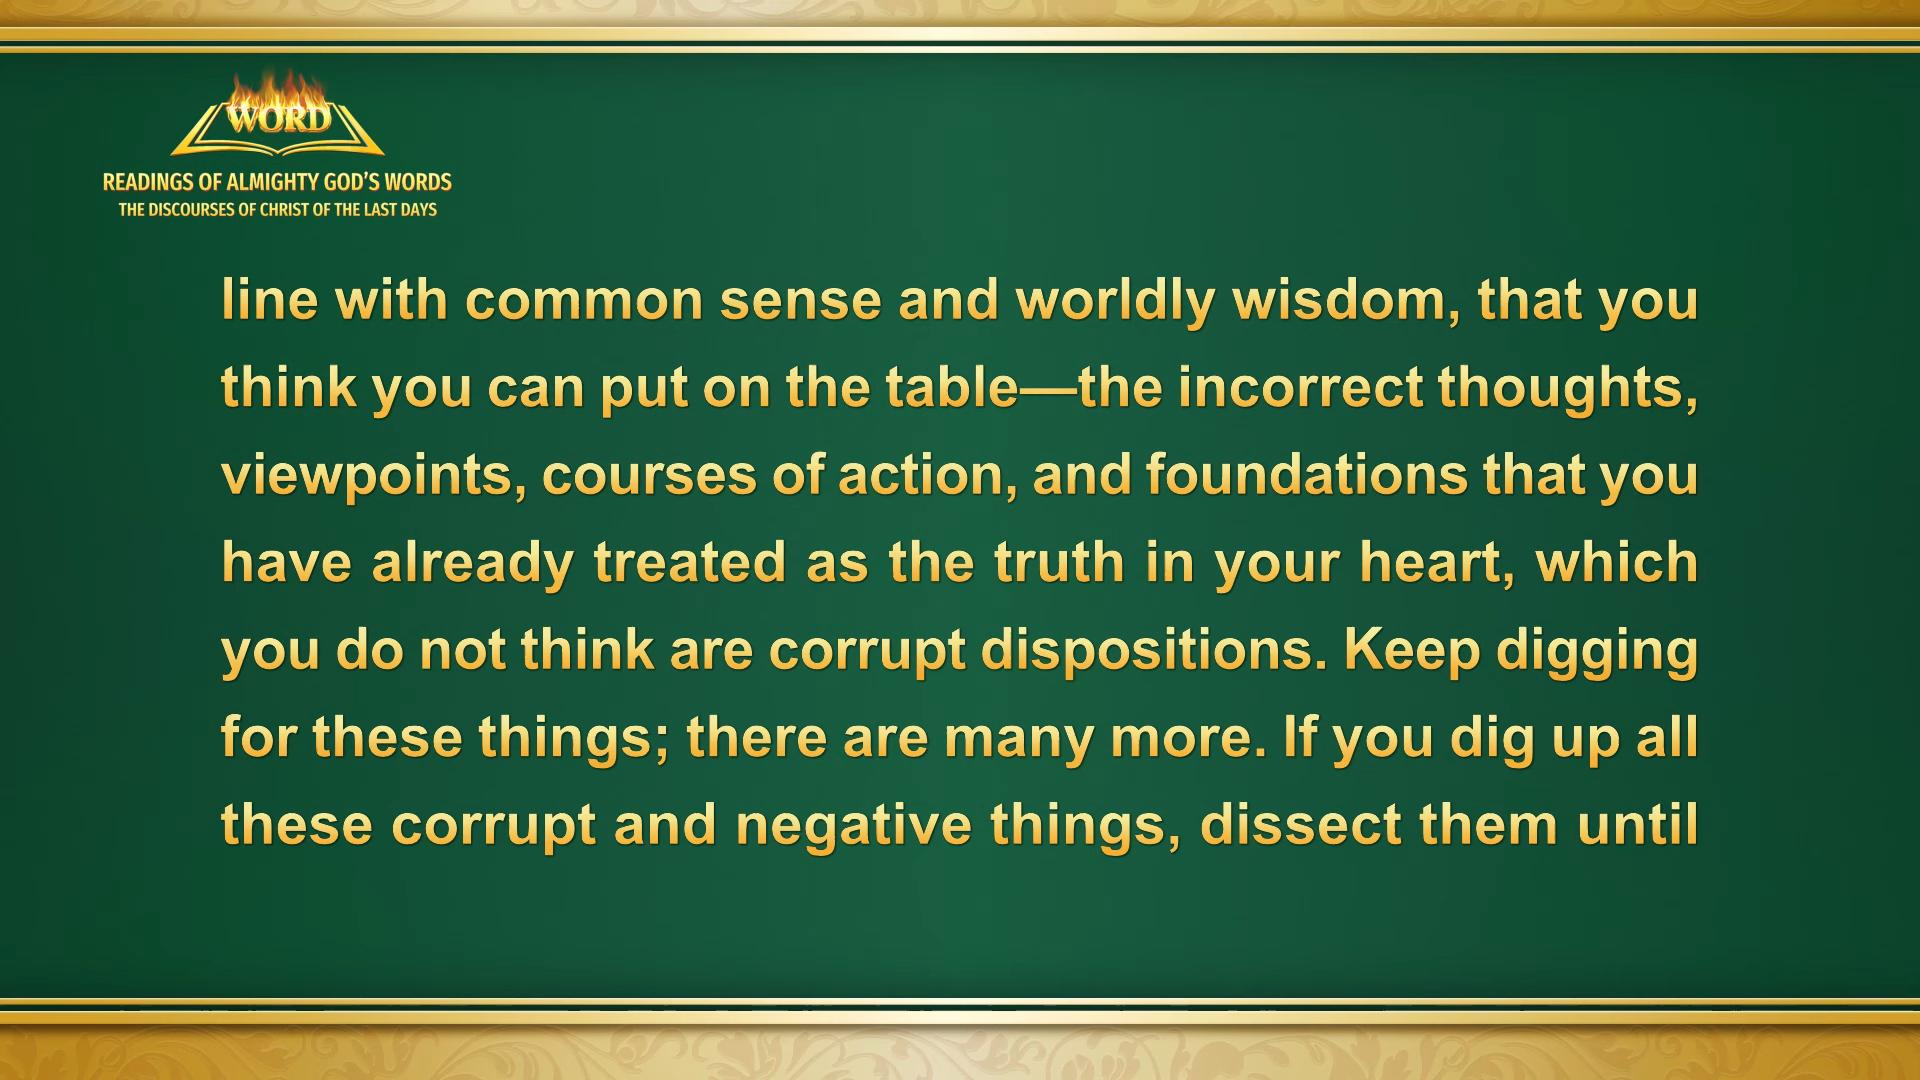 WORD
READINGS OF ALMIGHTY GOD'S WORDS
THE DISCOURSES OF CHRIST OF THE LAST DAYS
line with common sense and worldly wisdom, that you
think you can put on the table—the incorrect thoughts,
viewpoints, courses of action, and foundations that you
have already treated as the truth in your heart, which
you do not think are corrupt dispositions. Keep digging
for these things; there are many more. If you dig up all
these corrupt and negative things, dissect them until